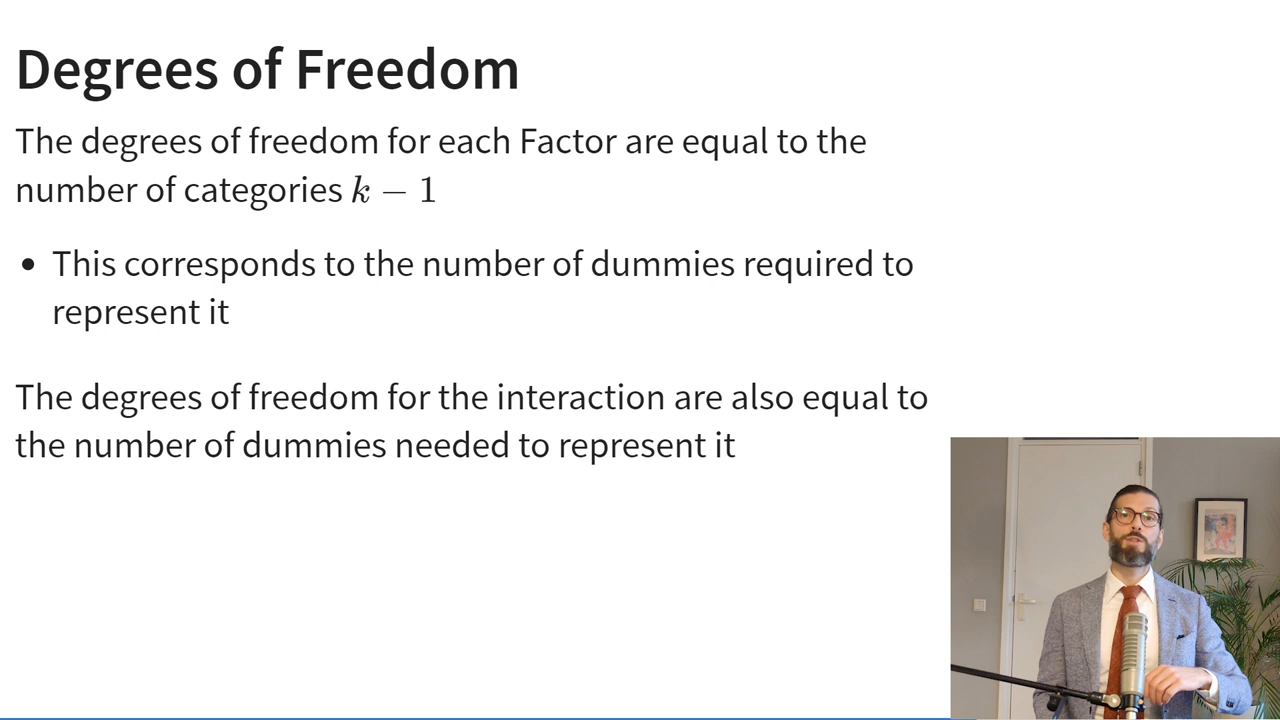 Degrees of Freedom
The degrees of freedom for each Factor are equal to the
number of categories k − 1
• This corresponds to the number of dummies required to
represent it
The degrees of freedom for the interaction are also equal to
the number of dummies needed to represent it